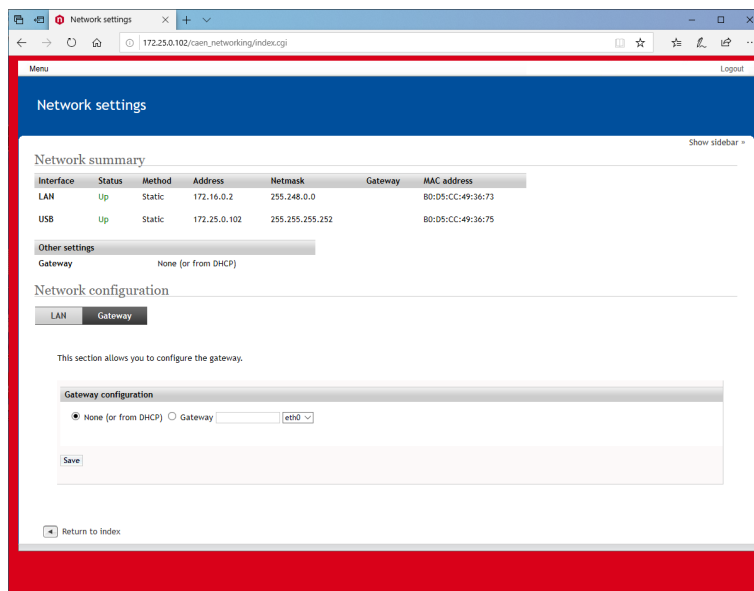 Network settings
172.25.0.102/caen_networking/index.cgi
Menu Logout
Network settings
Show sidebar »
Network summary
Interface Status Method Address Netmask Gateway MAC address
LAN Up Static 172.16.0.2 255.248.0.0 B0:D5:CC:49:36:73
USB Up Static 172.25.0.102 255.255.255.252 B0:D5:CC:49:36:75
Other settings
Gateway None (or from DHCP)
Network configuration
LAN Gateway
This section allows you to configure the gateway.
Gateway configuration
None (or from DHCP) Gateway eth0
Save
Return to index